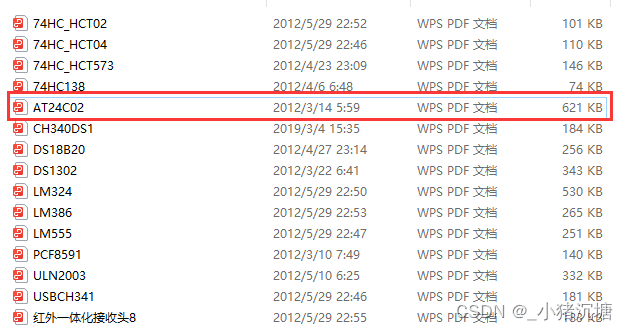 74HC_HCT02 2012/5/29 22:52 WPS PDF 文档 101 KB
74HC_HCT04 2012/5/29 22:46 WPS PDF 文档 110 KB
74HC_HCT573 2012/4/23 23:09 WPS PDF 文档 146 KB
74HC138 2012/4/6 6:48 WPS PDF 文档 74 KB
AT24C02 2012/3/14 5:59 WPS PDF 文档 621 KB
CH340DS1 2019/3/4 15:35 WPS PDF 文档 184 KB
DS18B20 2012/4/27 23:14 WPS PDF 文档 256 KB
DS1302 2012/3/22 6:41 WPS PDF 文档 343 KB
LM324 2012/5/29 22:50 WPS PDF 文档 530 KB
LM386 2012/5/29 22:53 WPS PDF 文档 265 KB
LM555 2012/5/29 22:47 WPS PDF 文档 251 KB
PCF8591 2012/3/10 7:49 WPS PDF 文档 140 KB
ULN2003 2012/5/10 6:25 WPS PDF 文档 332 KB
USBCH341 2012/5/29 22:46 WPS PDF 文档 181 KB
红外一体化接收头8 2012/5/29 22:55 WPS PDF 文档 KB
CSDN @_小猪沉塘